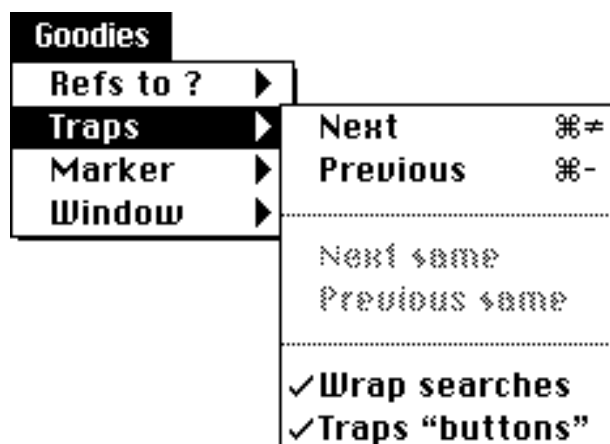 Goodies
Refs to ?
Traps
Marker
Window
Next ⌘≠
Previous ⌘-
Next same
Previous same
✓Wrap searches
✓Traps “buttons”